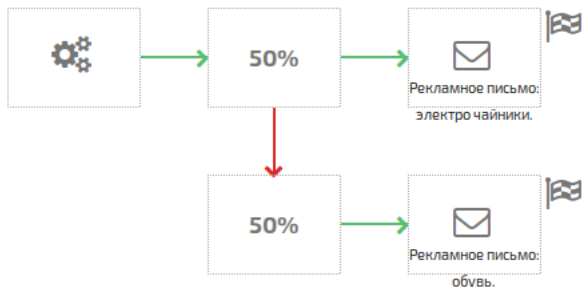 50%
Рекламное письмо:
электро чайники.
50%
Рекламное письмо:
обувь.